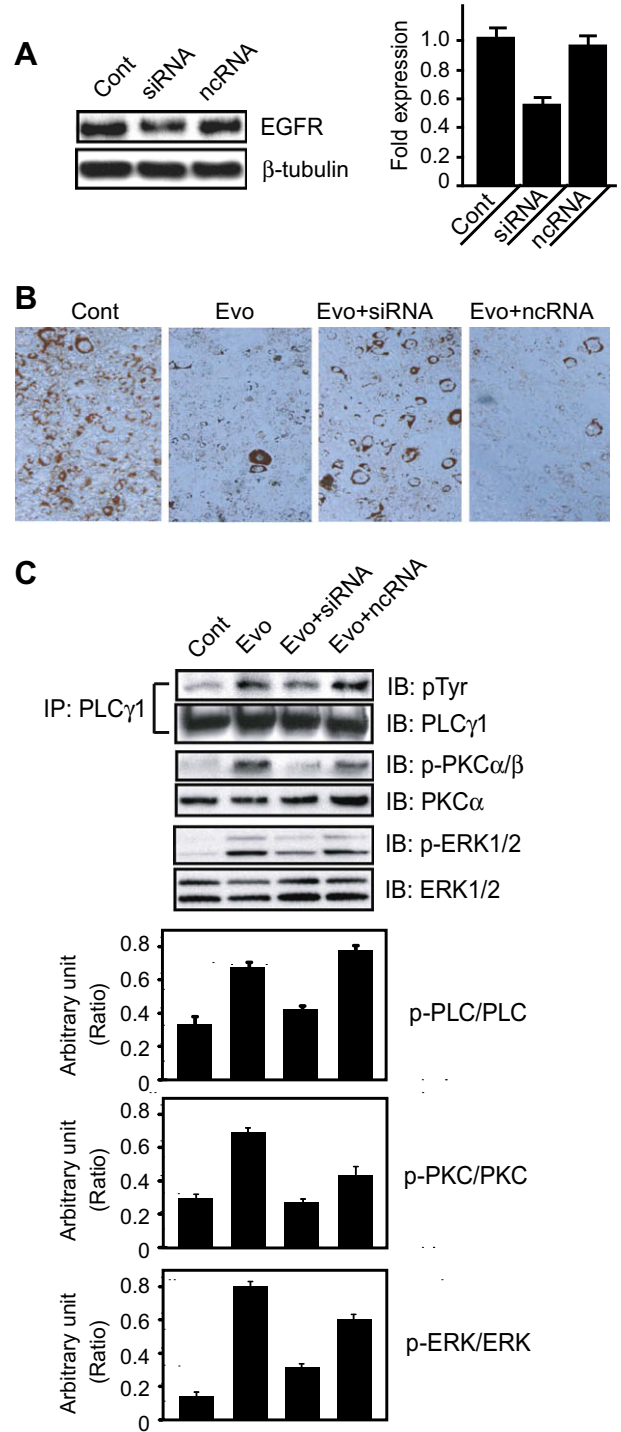 A
Cont siRNA ncRNA
EGFR
β-tubulin
Fold expression
1.0
0.8
0.6
0.4
0.2
0
Cont siRNA ncRNA
B
Cont Evo Evo+siRNA Evo+ncRNA
C
Cont Evo Evo+siRNA Evo+ncRNA
IP: PLCγ1
IB: pTyr
IB: PLCγ1
IB: p-PKCα/β
IB: PKCα
IB: p-ERK1/2
IB: ERK1/2
Arbitrary unit
(Ratio)
0.8
0.6
0.4
0.2
0
p-PLC/PLC
Arbitrary unit
(Ratio)
0.8
0.6
0.4
0.2
0
p-PKC/PKC
Arbitrary unit
(Ratio)
0.8
0.6
0.4
0.2
0
p-ERK/ERK